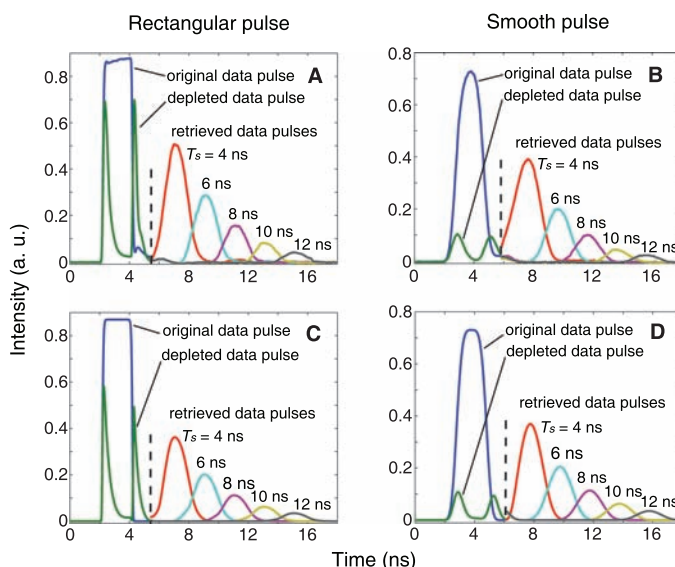 Rectangular pulse
Smooth pulse
0.8
0.6
0.4
0.2
0
0
4
8
12
16
A
original data pulse
depleted data pulse
retrieved data pulses
Ts = 4 ns
6 ns
8 ns
10 ns
12 ns
0.8
0.6
0.4
0.2
0
0
4
8
12
16
B
original data pulse
depleted data pulse
retrieved data pulses
Ts = 4 ns
6 ns
8 ns
10 ns
12 ns
Intensity (a. u.)
0.8
0.6
0.4
0.2
0
0
4
8
12
16
C
original data pulse
depleted data pulse
retrieved data pulses
Ts = 4 ns
6 ns
8 ns
10 ns
12 ns
0.8
0.6
0.4
0.2
0
0
4
8
12
16
D
original data pulse
depleted data pulse
retrieved data pulses
Ts = 4 ns
6 ns
8 ns
10 ns
12 ns
Time (ns)